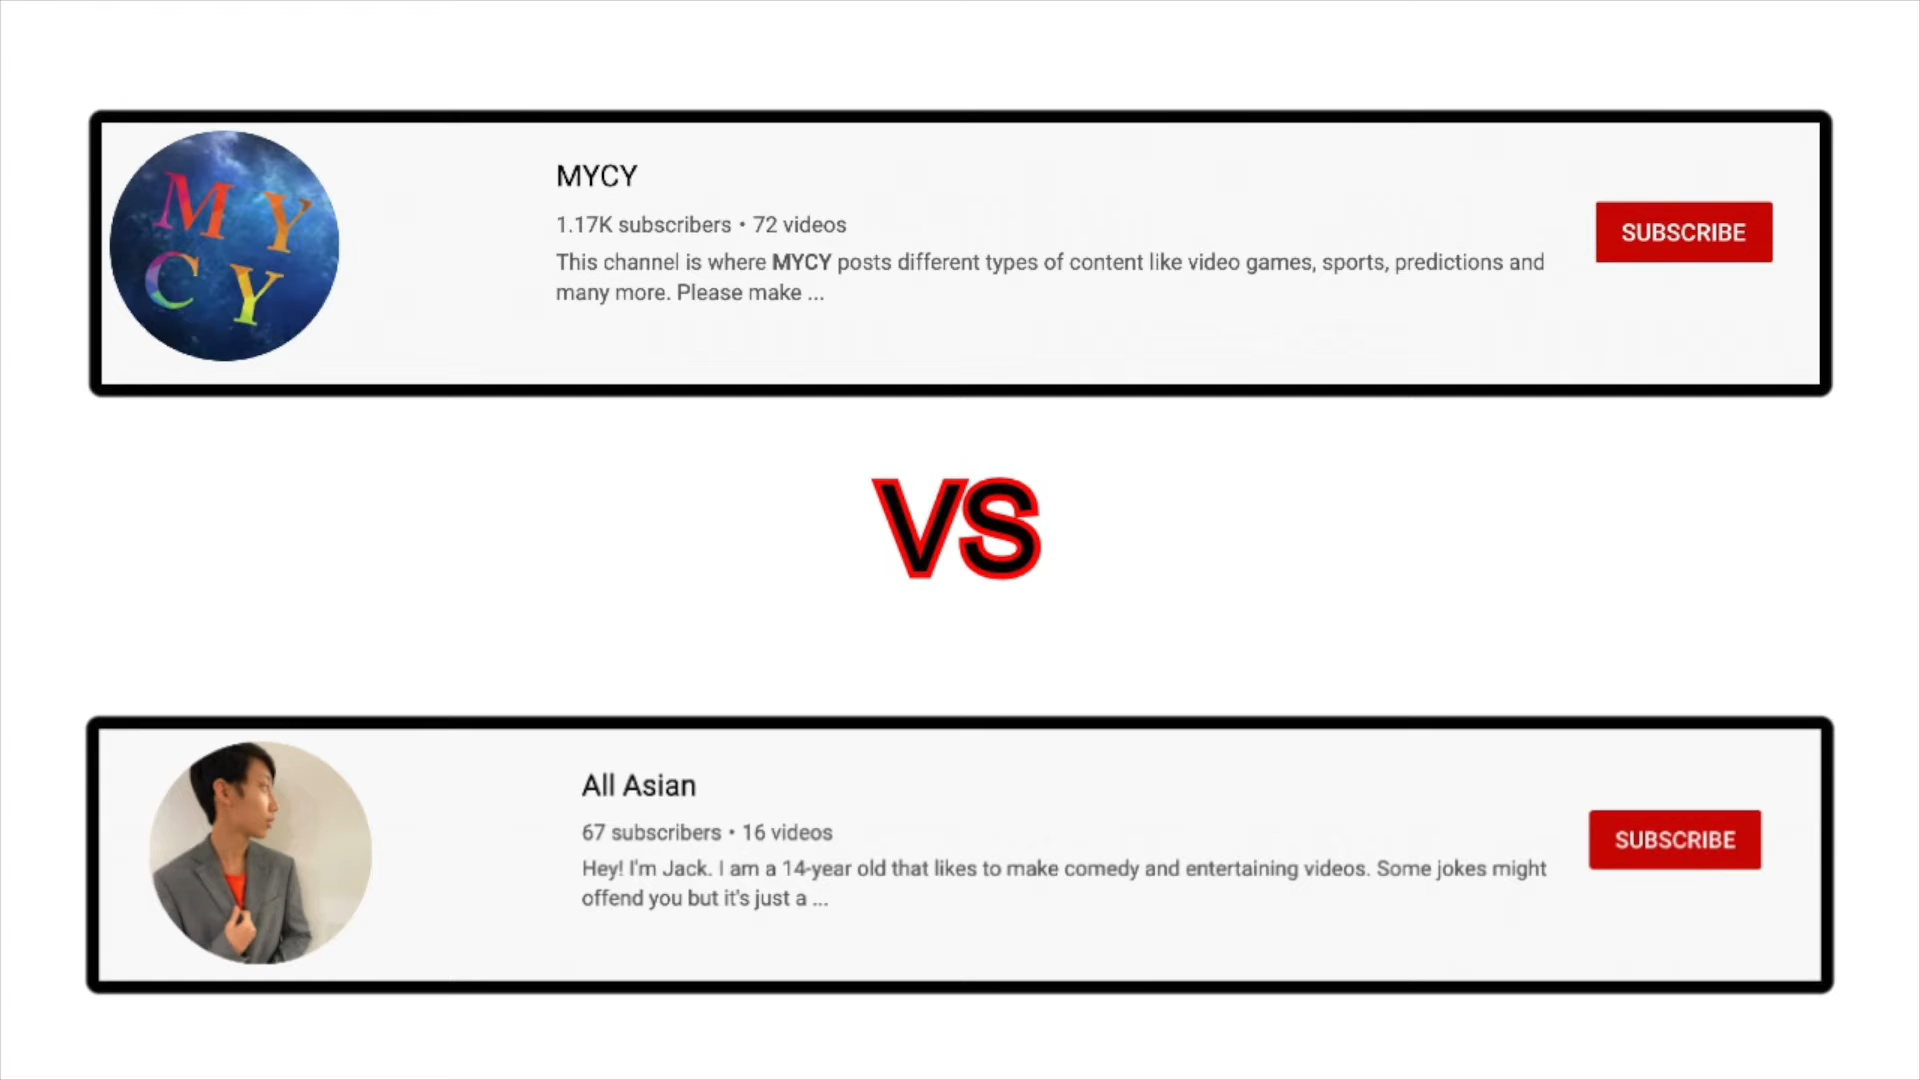 M Y
C Y
MYCY
1.17K subscribers • 72 videos
This channel is where MYCY posts different types of content like video games, sports, predictions and
many more. Please make ...
SUBSCRIBE
VS
All Asian
67 subscribers • 16 videos
Hey! I'm Jack. I am a 14-year old that likes to make comedy and entertaining videos. Some jokes might
offend you but it's just a ...
SUBSCRIBE